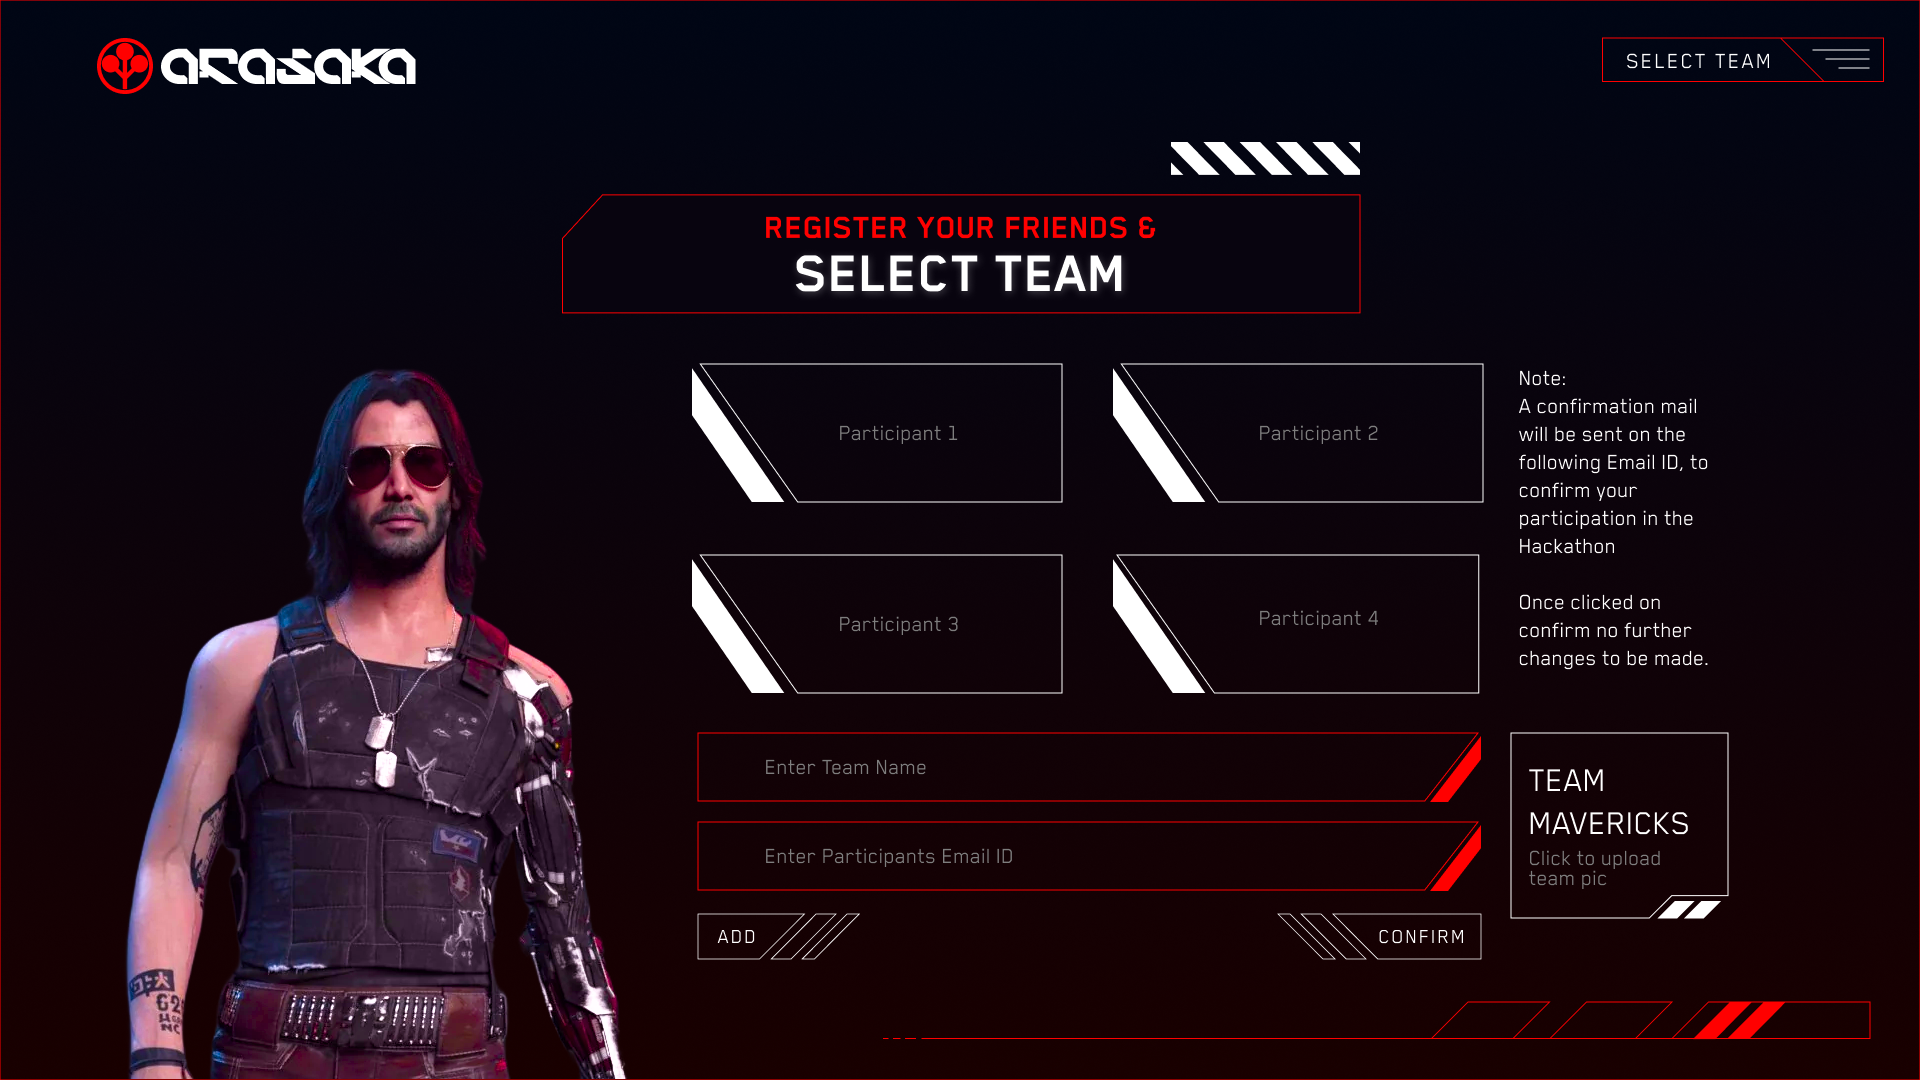 arasaka
SELECT TEAM
REGISTER YOUR FRIENDS &
SELECT TEAM
Participant 1
Participant 2
Participant 3
Participant 4
Note:
A confirmation mail
will be sent on the
following Email ID, to
confirm your
participation in the
Hackathon
Once clicked on
confirm no further
changes to be made.
Enter Team Name
Enter Participants Email ID
ADD
CONFIRM
TEAM
MAVERICKS
Click to upload
team pic